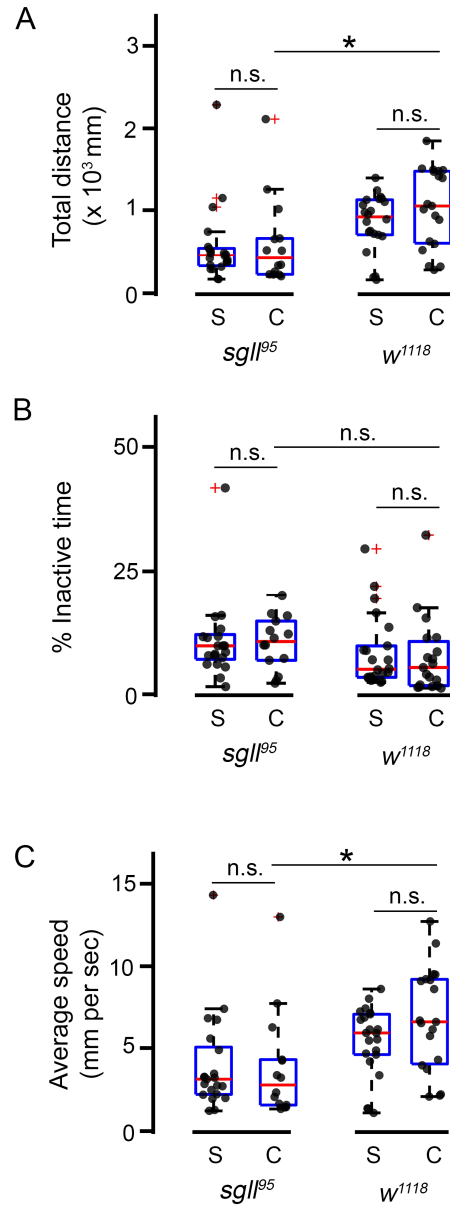 A
Total distance
(x 10³ mm)
3
2
1
0
n.s.
*
n.s.
S C S C
sgll⁹⁵ w¹¹¹⁸
B
% Inactive time
50
25
0
n.s.
n.s.
n.s.
S C S C
sgll⁹⁵ w¹¹¹⁸
C
Average speed
(mm per sec)
15
10
5
0
n.s.
*
n.s.
S C S C
sgll⁹⁵ w¹¹¹⁸